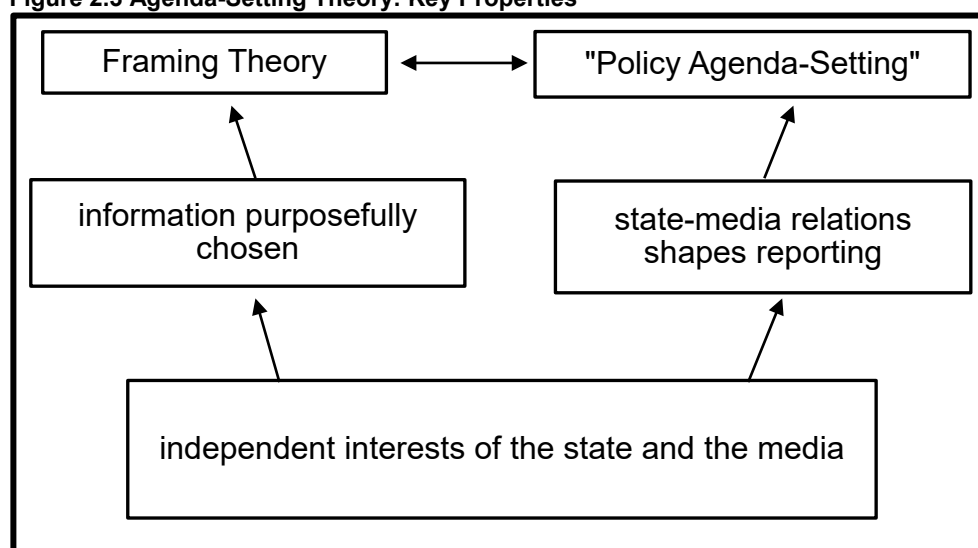 Figure 2.3 Agenda-Setting Theory: Key Properties
Framing Theory
"Policy Agenda-Setting"
information purposefully
chosen
state-media relations
shapes reporting
independent interests of the state and the media